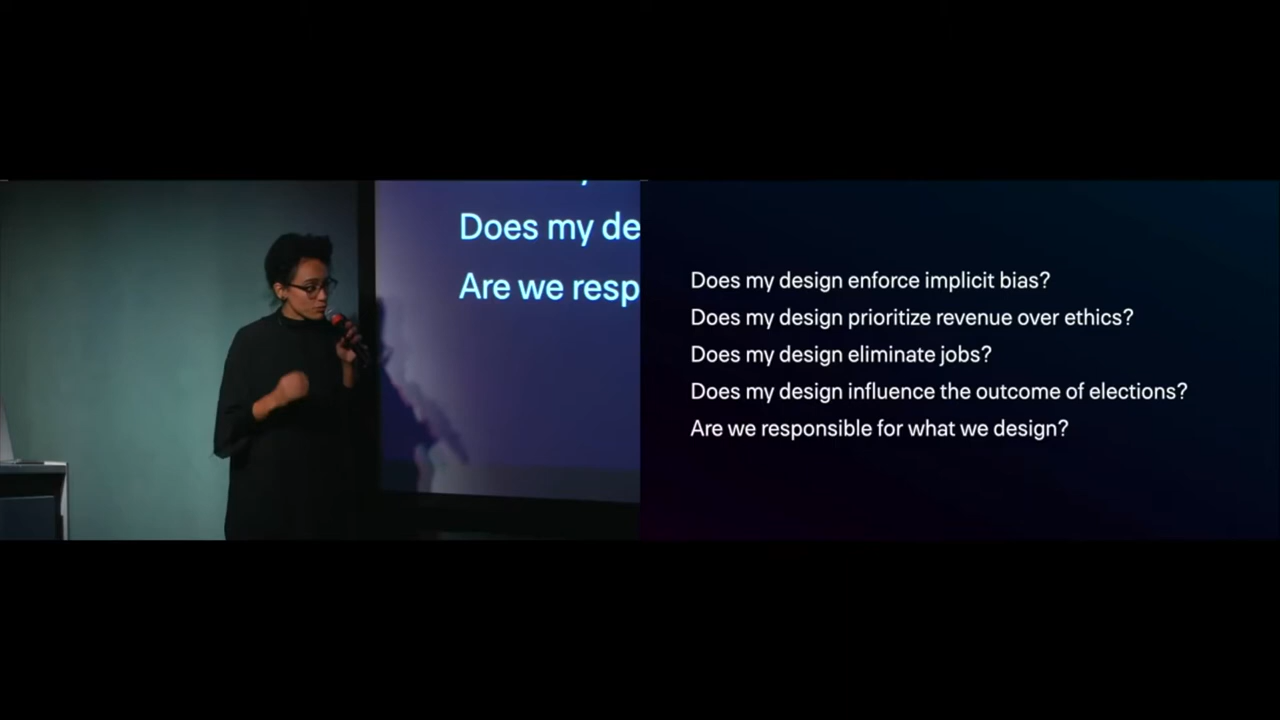 Does my de
Are we resp
Does my design enforce implicit bias?
Does my design prioritize revenue over ethics?
Does my design eliminate jobs?
Does my design influence the outcome of elections?
Are we responsible for what we design?